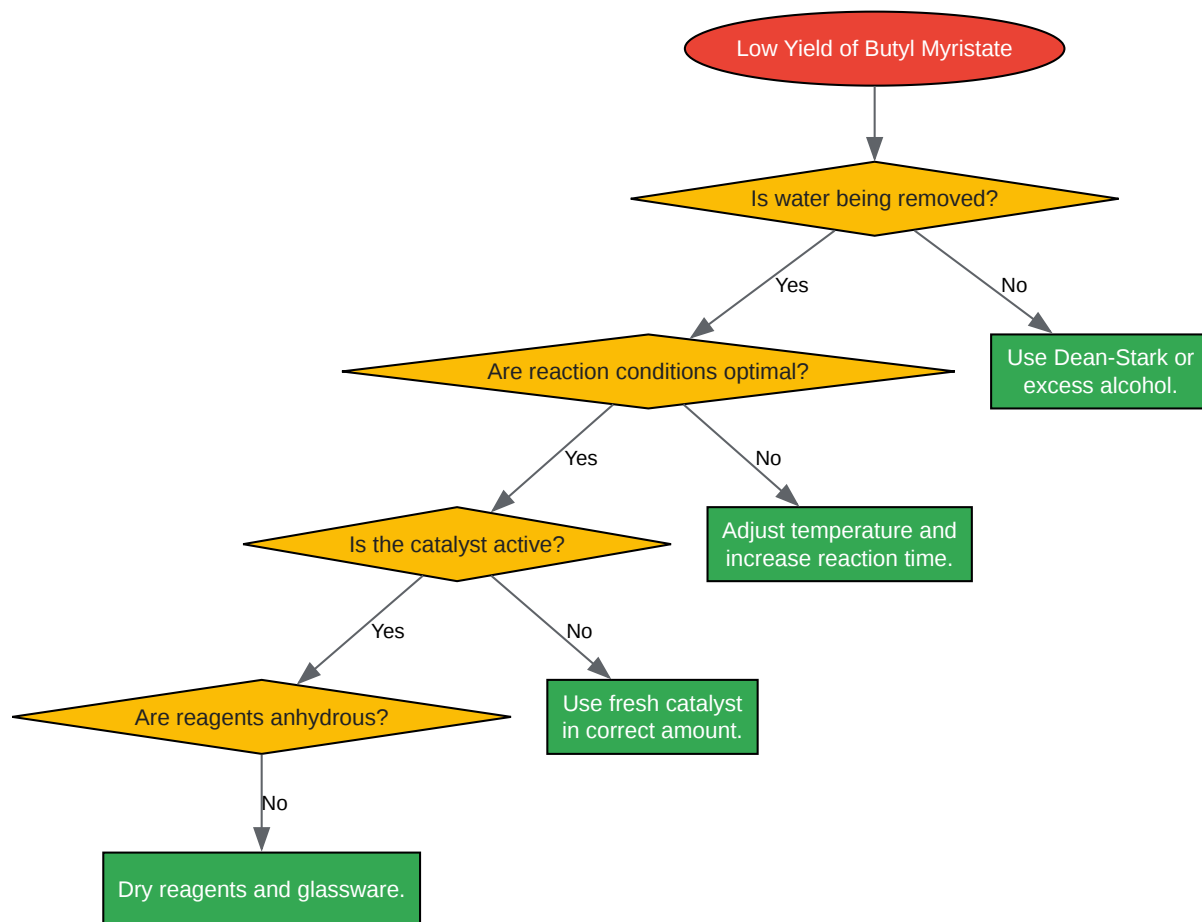 Low Yield of Butyl Myristate
Is water being removed?
Yes
No
Are reaction conditions optimal?
Use Dean-Stark or
excess alcohol.
Yes
No
Is the catalyst active?
Adjust temperature and
increase reaction time.
Yes
No
Are reagents anhydrous?
Use fresh catalyst
in correct amount.
No
Dry reagents and glassware.